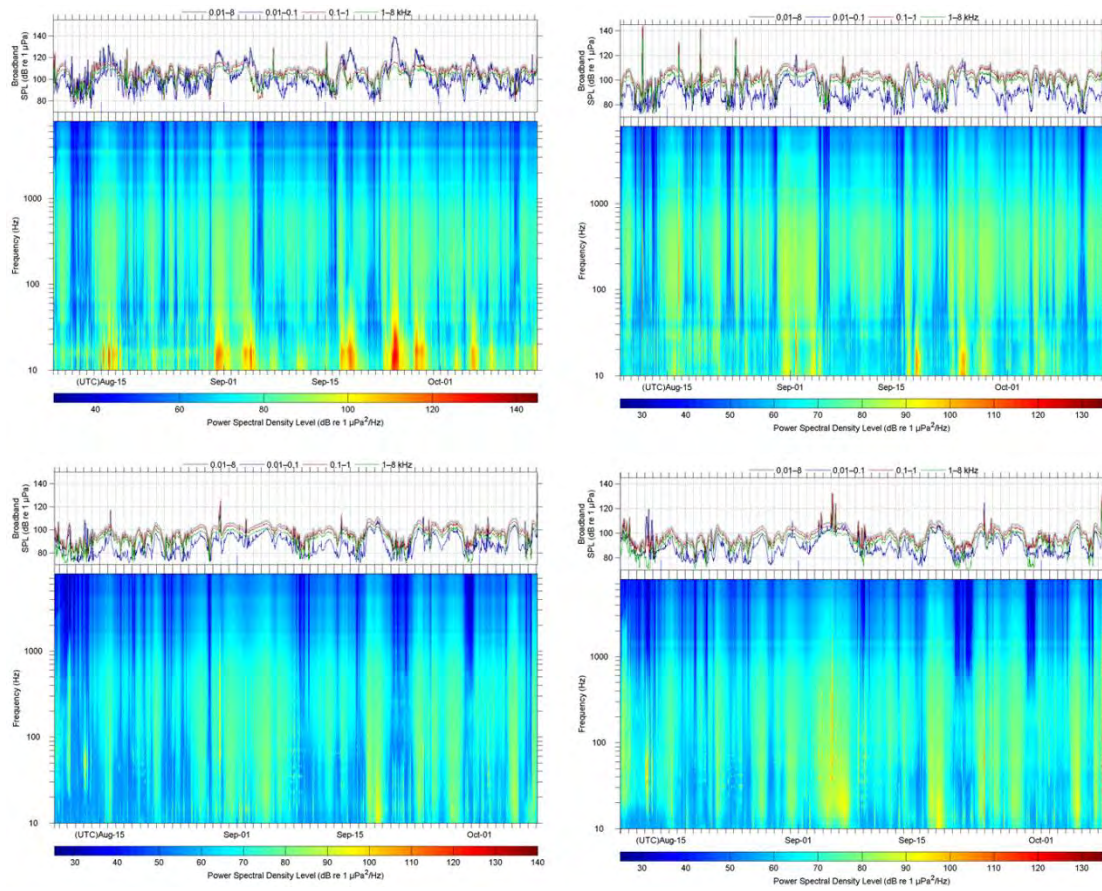 0.01–8 0.01–0.1 0.1–1 1–8 kHz
Broadband
SPL (dB re 1 µPa)
140
120
100
80
Frequency (Hz)
1000
100
10
(UTC)Aug-15 Sep-01 Sep-15 Oct-01
40 60 80 100 120 140
Power Spectral Density Level (dB re 1 µPa²/Hz)
0.01–8 0.01–0.1 0.1–1 1–8 kHz
Broadband
SPL (dB re 1 µPa)
140
120
100
80
Frequency (Hz)
1000
100
10
(UTC)Aug-15 Sep-01 Sep-15 Oct-01
30 40 50 60 70 80 90 100 110 120 130
Power Spectral Density Level (dB re 1 µPa²/Hz)
0.01–8 0.01–0.1 0.1–1 1–8 kHz
Broadband
SPL (dB re 1 µPa)
140
120
100
80
Frequency (Hz)
1000
100
10
(UTC)Aug-15 Sep-01 Sep-15 Oct-01
30 40 50 60 70 80 90 100 110 120 130 140
Power Spectral Density Level (dB re 1 µPa²/Hz)
0.01–8 0.01–0.1 0.1–1 1–8 kHz
Broadband
SPL (dB re 1 µPa)
140
120
100
80
Frequency (Hz)
1000
100
10
(UTC)Aug-15 Sep-01 Sep-15 Oct-01
30 40 50 60 70 80 90 100 110 120 130
Power Spectral Density Level (dB re 1 µPa²/Hz)